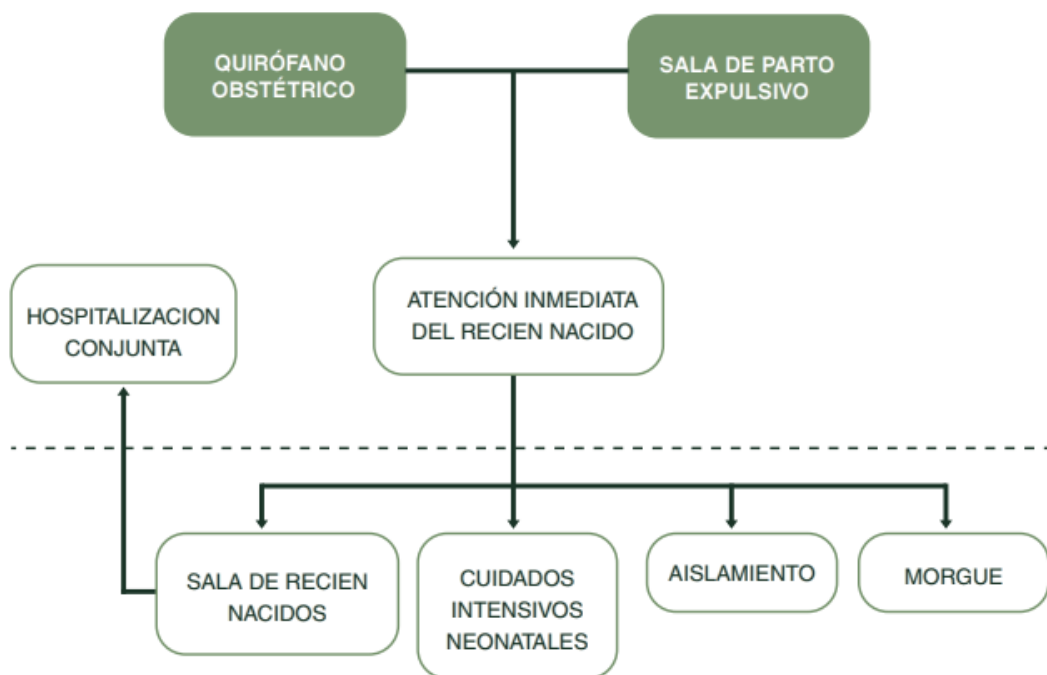 QUIRÓFANO
OBSTÉTRICO
SALA DE PARTO
EXPULSIVO
HOSPITALIZACION
CONJUNTA
ATENCIÓN INMEDIATA
DEL RECIEN NACIDO
SALA DE RECIEN
NACIDOS
CUIDADOS
INTENSIVOS
NEONATALES
AISLAMIENTO
MORGUE